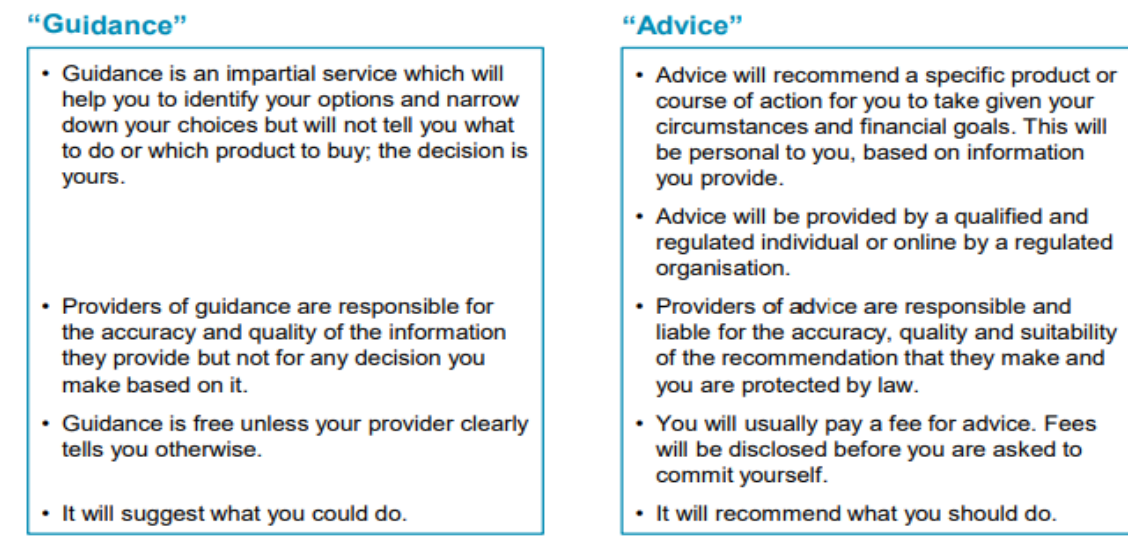 “Guidance”
• Guidance is an impartial service which will
help you to identify your options and narrow
down your choices but will not tell you what
to do or which product to buy; the decision is
yours.
• Providers of guidance are responsible for
the accuracy and quality of the information
they provide but not for any decision you
make based on it.
• Guidance is free unless your provider clearly
tells you otherwise.
• It will suggest what you could do.
“Advice”
• Advice will recommend a specific product or
course of action for you to take given your
circumstances and financial goals. This will
be personal to you, based on information
you provide.
• Advice will be provided by a qualified and
regulated individual or online by a regulated
organisation.
• Providers of advice are responsible and
liable for the accuracy, quality and suitability
of the recommendation that they make and
you are protected by law.
• You will usually pay a fee for advice. Fees
will be disclosed before you are asked to
commit yourself.
• It will recommend what you should do.